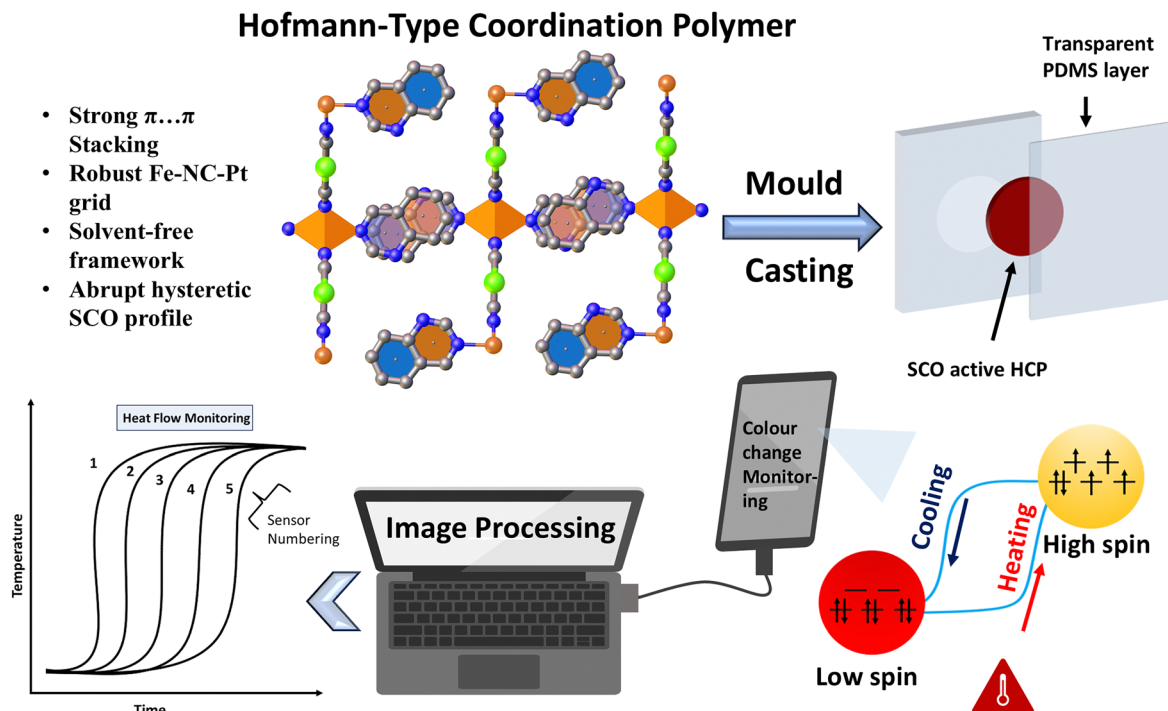 Hofmann-Type Coordination Polymer
• Strong π…π
Stacking
• Robust Fe-NC-Pt
grid
• Solvent-free
framework
• Abrupt hysteretic
SCO profile
Mould
Casting
Transparent
PDMS layer
SCO active HCP
Heat Flow Monitoring
1
2
3
4
5
Sensor
Numbering
Temperature
Time
Image Processing
Colour
change
Monitor-
ing
Cooling
Heating
High spin
Low spin